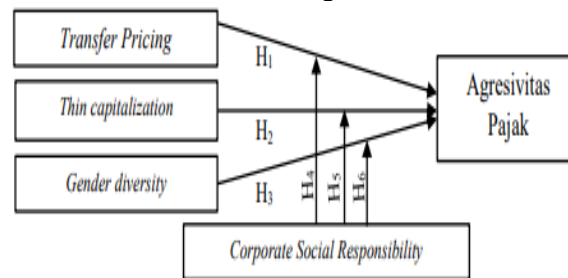 Transfer Pricing
H1
Thin capitalization
H2
Gender diversity
H3
H4
H5
H6
Agresivitas
Pajak
Corporate Social Responsibility